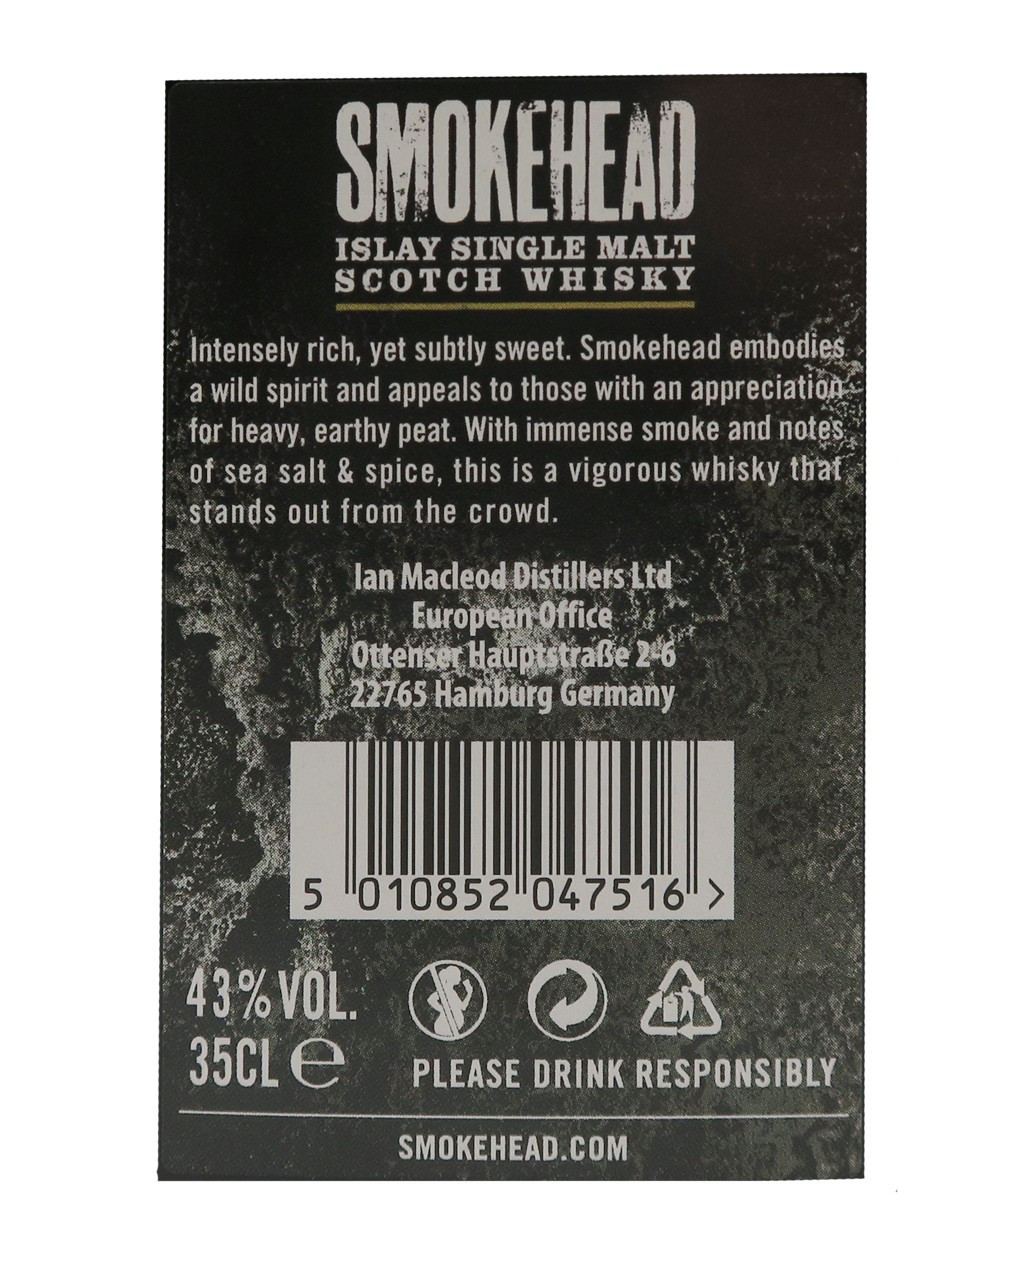 SMOKEHEAD
ISLAY SINGLE MALT
SCOTCH WHISKY
Intensely rich, yet subtly sweet. Smokehead embodies
a wild spirit and appeals to those with an appreciation
for heavy, earthy peat. With immense smoke and notes
of sea salt & spice, this is a vigorous whisky that
stands out from the crowd.
Ian Macleod Distillers Ltd
European Office
Ottenser Hauptstraße 2-6
22765 Hamburg Germany
5 010852 047516 >
43% VOL.
35CL e
PLEASE DRINK RESPONSIBLY
SMOKEHEAD.COM